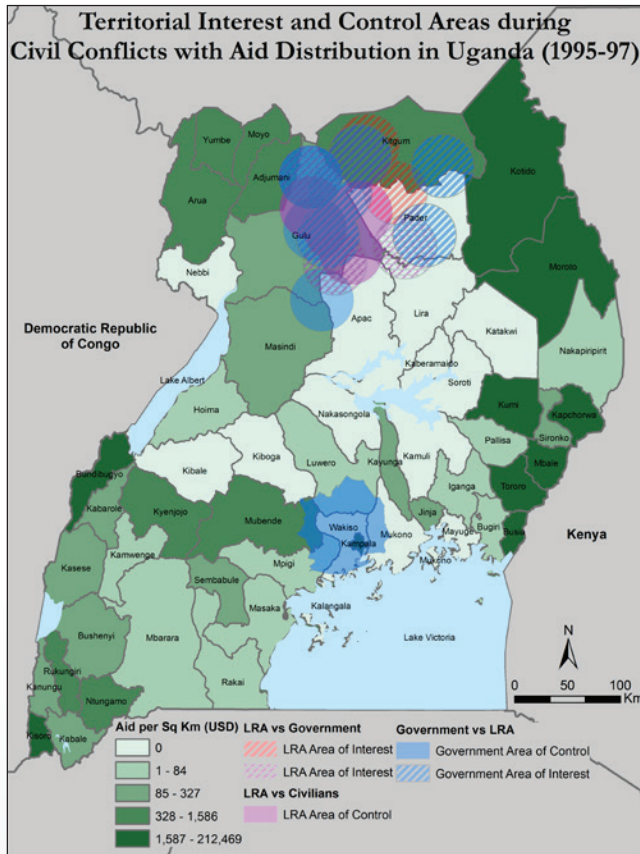 Territorial Interest and Control Areas during
Civil Conflicts with Aid Distribution in Uganda (1995-97)
Yumbe
Moyo
Kitgum
Adjumani
Kotido
Arua
Pader
Gulu
Nebbi
Moroto
Apac
Lira
Katakwi
Democratic Republic
of Congo
Masindi
Nakapiripirit
Kaberamaido
Lake Albert
Soroti
Hoima
Kumi
Kapchorwa
Nakasongola
Sironko
Pallisa
Mbale
Kibale
Kiboga
Luwero
Kayunga
Kamuli
Bundibugyo
Tororo
Iganga
Kabarole
Kyenjojo
Mubende
Jinja
Bugiri
Wakiso
Mukono
Mayuge
Busia
Kenya
Kamwenge
Kampala
Mukono
Mpigi
Kasese
Sembabule
Masaka
Kalangala
Bushenyi
Mbarara
Lake Victoria
N
Rukungiri
Rakai
Kanungu
Ntungamo
0 50 100
Km
Kisoro
Kabale
Aid per Sq Km (USD)
0
1 - 84
85 - 327
328 - 1,586
1,587 - 212,469
LRA vs Government
LRA Area of Interest
LRA Area of Interest
LRA vs Civilians
LRA Area of Control
Government vs LRA
Government Area of Control
Government Area of Interest